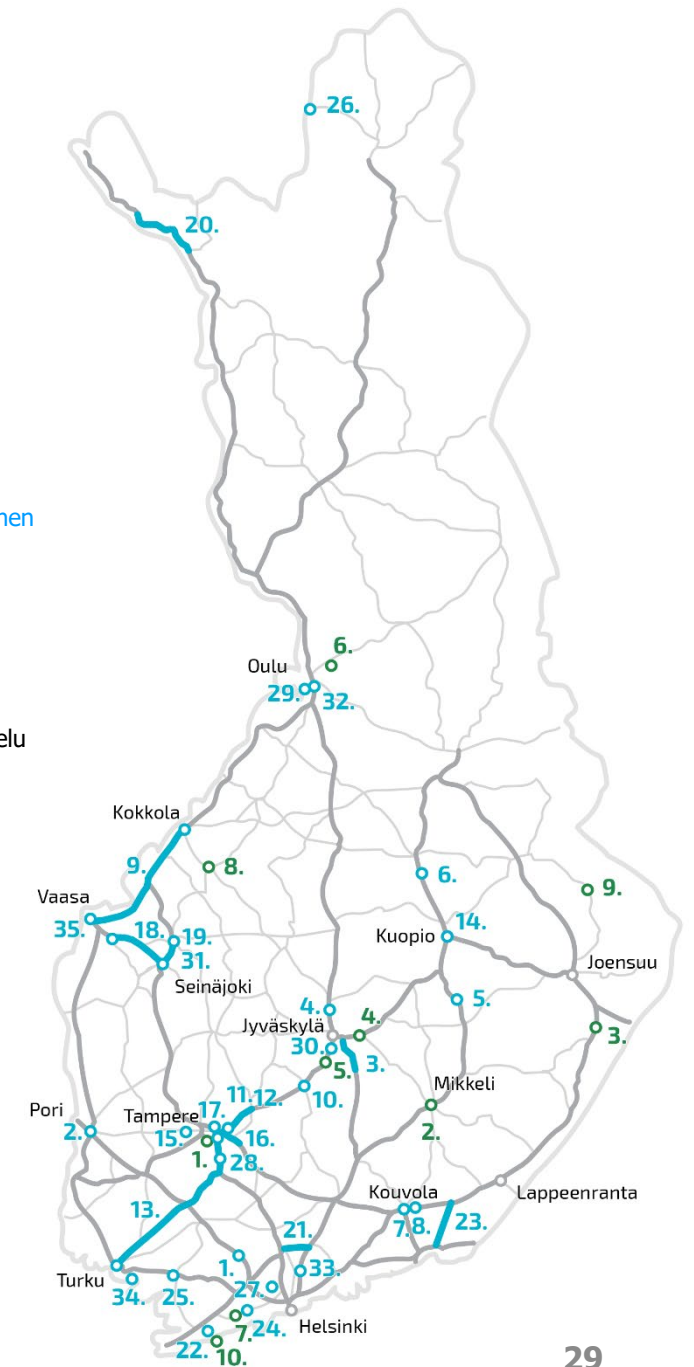 26.
20.
nen
6.
Oulu
29.
32.
elu
Kokkola
9.
8.
6.
9.
Vaasa
35.
18.
19.
31.
14.
Kuopio
Joensuu
Seinäjoki
5.
4.
4.
Jyväskylä
3.
30.
5.
3.
Mikkeli
10.
2.
11.
12.
Pori
Tampere
17.
2.
15.
16.
1.
28.
Kouvola
Lappeenranta
13.
7.
8.
23.
21.
1.
33.
Turku
27.
34.
25.
24.
Helsinki
7.
22.
10.
29